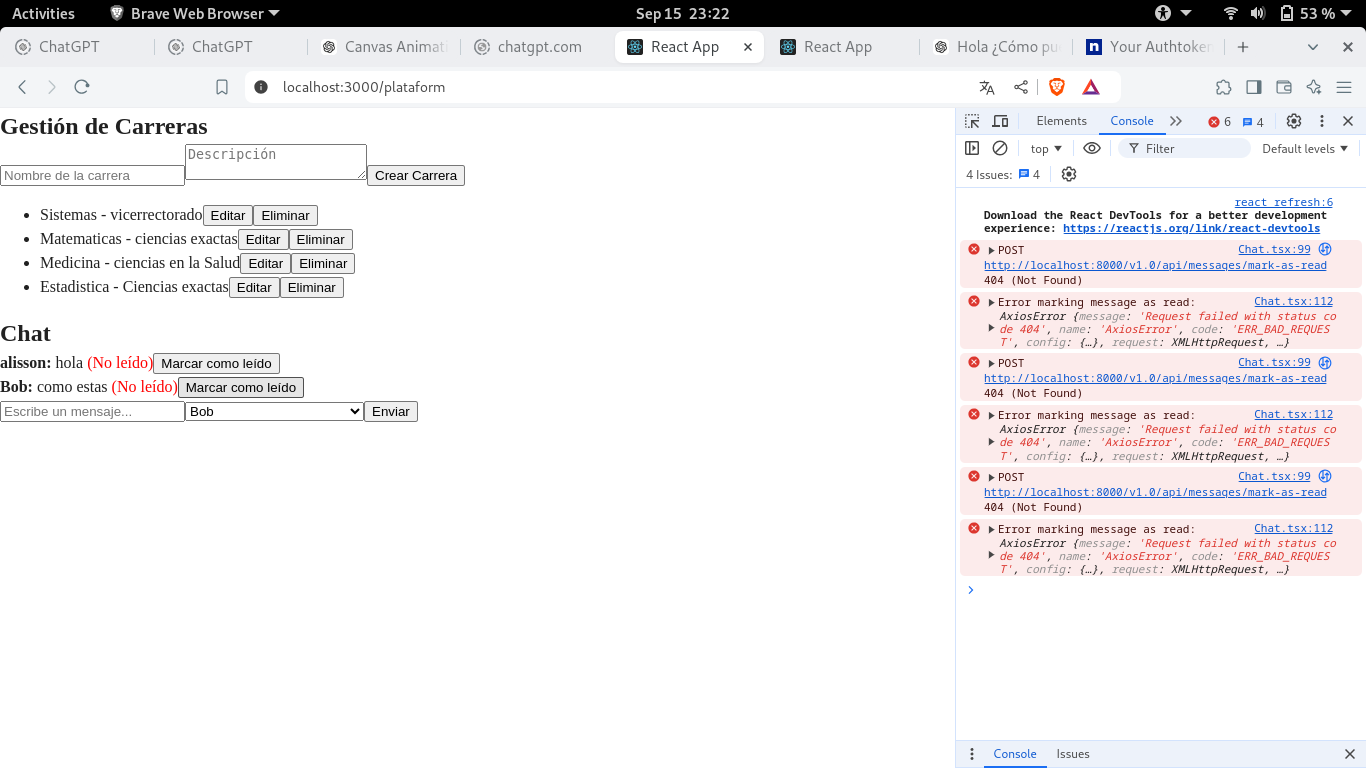 Activities
Brave Web Browser
Sep 15 23:22
53 %
ChatGPT
ChatGPT
Canvas Animat
chatgpt.com
React App
React App
Hola ¿Cómo pu
Your Authtoken
localhost:3000/plataform
Gestión de Carreras
Nombre de la carrera
Descripción
Crear Carrera
Sistemas - vicerrectorado Editar Eliminar
Matematicas - ciencias exactas Editar Eliminar
Medicina - ciencias en la Salud Editar Eliminar
Estadistica - Ciencias exactas Editar Eliminar
Chat
alisson: hola (No leído) Marcar como leído
Bob: como estas (No leído) Marcar como leído
Escribe un mensaje... Bob Enviar
Elements Console 6 4
top Filter Default levels
4 Issues: 4
react refresh:6
Download the React DevTools for a better development
experience: https://reactjs.org/link/react-devtools
POST Chat.tsx:99
http://localhost:8000/v1.0/api/messages/mark-as-read
404 (Not Found)
Error marking message as read: Chat.tsx:112
AxiosError {message: 'Request failed with status co
de 404', name: 'AxiosError', code: 'ERR_BAD_REQUES
T', config: {…}, request: XMLHttpRequest, …}
POST Chat.tsx:99
http://localhost:8000/v1.0/api/messages/mark-as-read
404 (Not Found)
Error marking message as read: Chat.tsx:112
AxiosError {message: 'Request failed with status co
de 404', name: 'AxiosError', code: 'ERR_BAD_REQUES
T', config: {…}, request: XMLHttpRequest, …}
POST Chat.tsx:99
http://localhost:8000/v1.0/api/messages/mark-as-read
404 (Not Found)
Error marking message as read: Chat.tsx:112
AxiosError {message: 'Request failed with status co
de 404', name: 'AxiosError', code: 'ERR_BAD_REQUES
T', config: {…}, request: XMLHttpRequest, …}
Console Issues